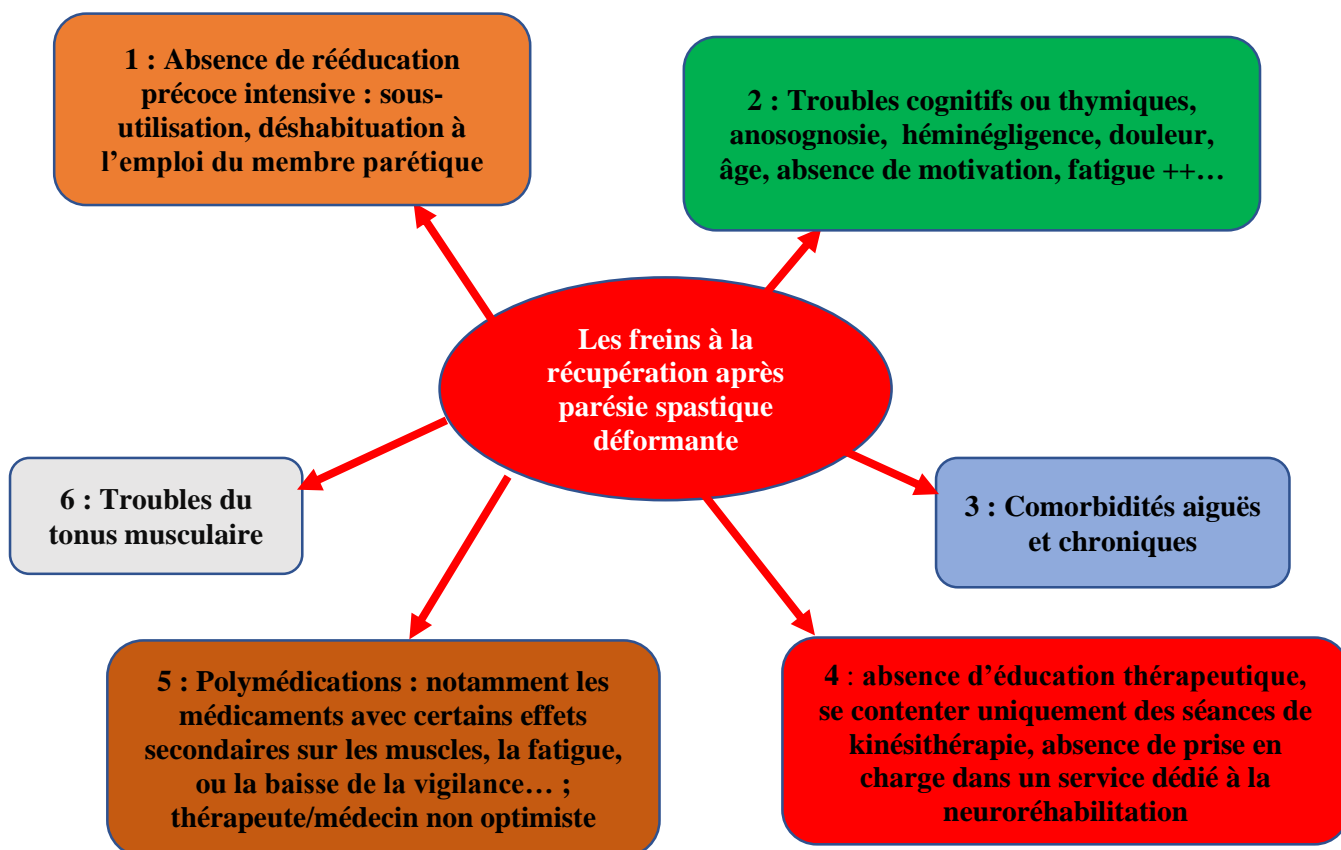 1 : Absence de rééducation
précoce intensive : sous-
utilisation, déshabituation à
l’emploi du membre parétique
2 : Troubles cognitifs ou thymiques,
anosognosie, héminégligence, douleur,
âge, absence de motivation, fatigue ++…
Les freins à la
récupération après
parésie spastique
déformante
6 : Troubles du
tonus musculaire
3 : Comorbidités aiguës
et chroniques
5 : Polymédications : notamment les
médicaments avec certains effets
secondaires sur les muscles, la fatigue,
ou la baisse de la vigilance… ;
thérapeute/médecin non optimiste
4 : absence d’éducation thérapeutique,
se contenter uniquement des séances de
kinésithérapie, absence de prise en
charge dans un service dédié à la
neuroréhabilitation